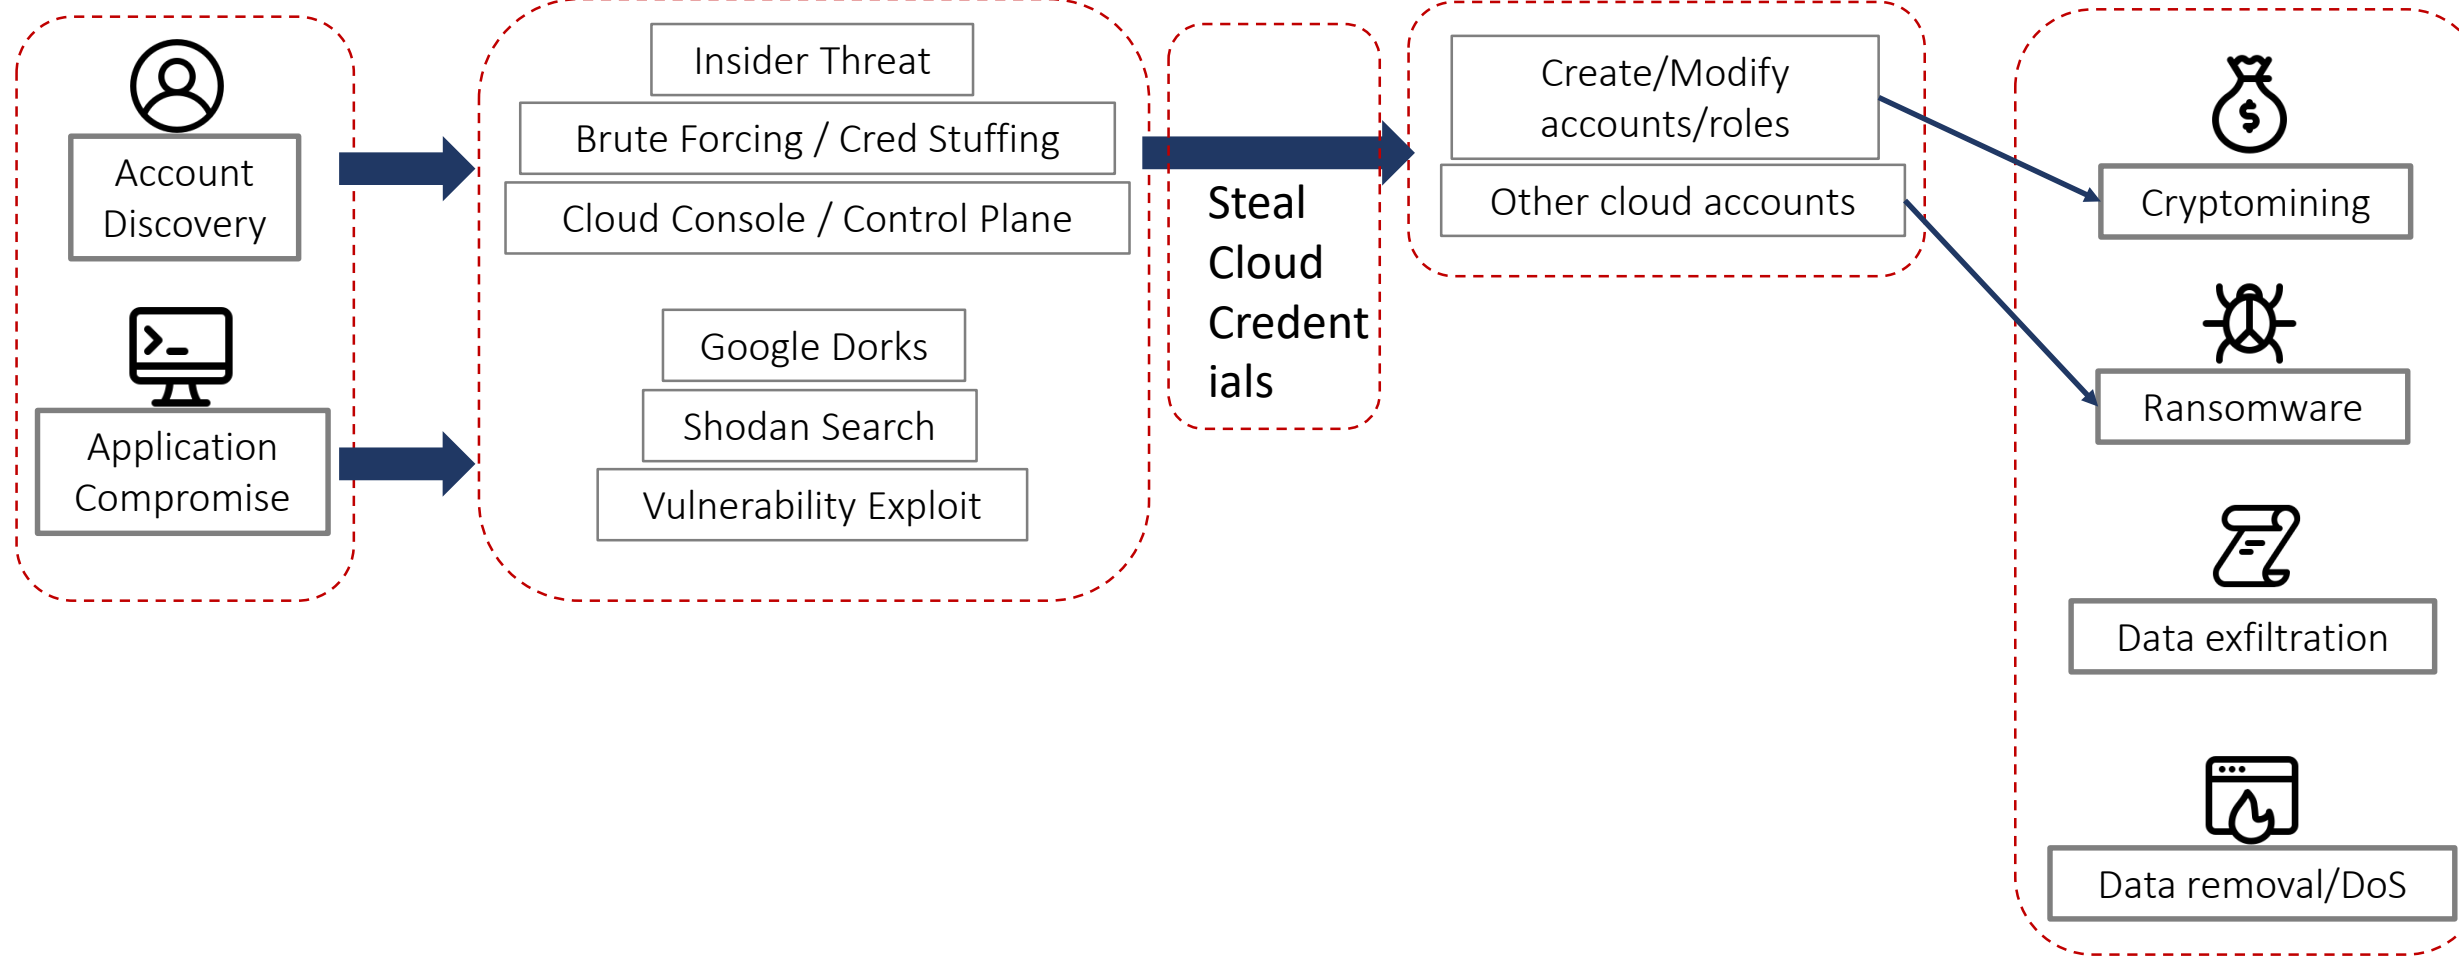 Account
Discovery
Application
Compromise
Insider Threat
Brute Forcing / Cred Stuffing
Cloud Console / Control Plane
Google Dorks
Shodan Search
Vulnerability Exploit
Steal
Cloud
Credent
ials
Create/Modify
accounts/roles
Other cloud accounts
$
Cryptomining
Ransomware
Data exfiltration
Data removal/DoS